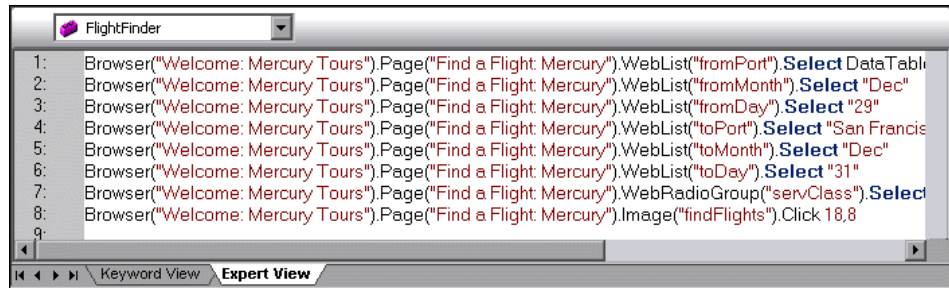 FlightFinder
1: Browser("Welcome: Mercury Tours").Page("Find a Flight: Mercury").WebList("fromPort").Select DataTabl
2: Browser("Welcome: Mercury Tours").Page("Find a Flight: Mercury").WebList("fromMonth").Select "Dec"
3: Browser("Welcome: Mercury Tours").Page("Find a Flight: Mercury").WebList("fromDay").Select "29"
4: Browser("Welcome: Mercury Tours").Page("Find a Flight: Mercury").WebList("toPort").Select "San Francis
5: Browser("Welcome: Mercury Tours").Page("Find a Flight: Mercury").WebList("toMonth").Select "Dec"
6: Browser("Welcome: Mercury Tours").Page("Find a Flight: Mercury").WebList("toDay").Select "31"
7: Browser("Welcome: Mercury Tours").Page("Find a Flight: Mercury").WebRadioGroup("servClass").Select
8: Browser("Welcome: Mercury Tours").Page("Find a Flight: Mercury").Image("findFlights").Click 18,8
9:
Keyword View Expert View